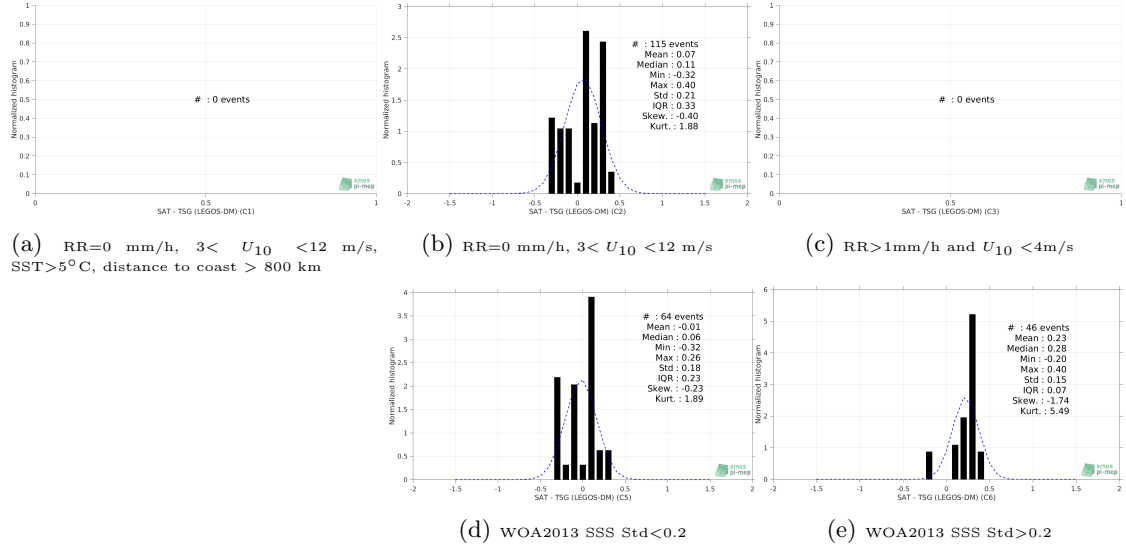 1
0.9
0.8
0.7
0.6
0.5
0.4
0.3
0.2
0.1
0
Normalized histogram
# : 0 events
0 0.5 1
SAT - TSG (LEGOS-DM) (C1)
smos
pi-mep
3
2.5
2
1.5
1
0.5
0
Normalized histogram
# : 115 events
Mean : 0.07
Median : 0.11
Min : -0.32
Max : 0.40
Std : 0.21
IQR : 0.33
Skew. : -0.40
Kurt. : 1.88
-2 -1.5 -1 -0.5 0 0.5 1 1.5 2
SAT - TSG (LEGOS-DM) (C2)
smos
pi-mep
1
0.9
0.8
0.7
0.6
0.5
0.4
0.3
0.2
0.1
0
Normalized histogram
# : 0 events
0 0.5 1
SAT - TSG (LEGOS-DM) (C3)
smos
pi-mep
(a) RR=0 mm/h, 3< U10 <12 m/s,
SST>5°C, distance to coast > 800 km
(b) RR=0 mm/h, 3< U10 <12 m/s
(c) RR>1mm/h and U10 <4m/s
4
3.5
3
2.5
2
1.5
1
0.5
0
Normalized histogram
# : 64 events
Mean : -0.01
Median : 0.06
Min : -0.32
Max : 0.26
Std : 0.18
IQR : 0.23
Skew. : -0.23
Kurt. : 1.89
-2 -1.5 -1 -0.5 0 0.5 1 1.5 2
SAT - TSG (LEGOS-DM) (C5)
smos
pi-mep
6
5
4
3
2
1
0
Normalized histogram
# : 46 events
Mean : 0.23
Median : 0.28
Min : -0.20
Max : 0.40
Std : 0.15
IQR : 0.07
Skew. : -1.74
Kurt. : 5.49
-2 -1.5 -1 -0.5 0 0.5 1 1.5 2
SAT - TSG (LEGOS-DM) (C6)
smos
pi-mep
(d) WOA2013 SSS Std<0.2
(e) WOA2013 SSS Std>0.2